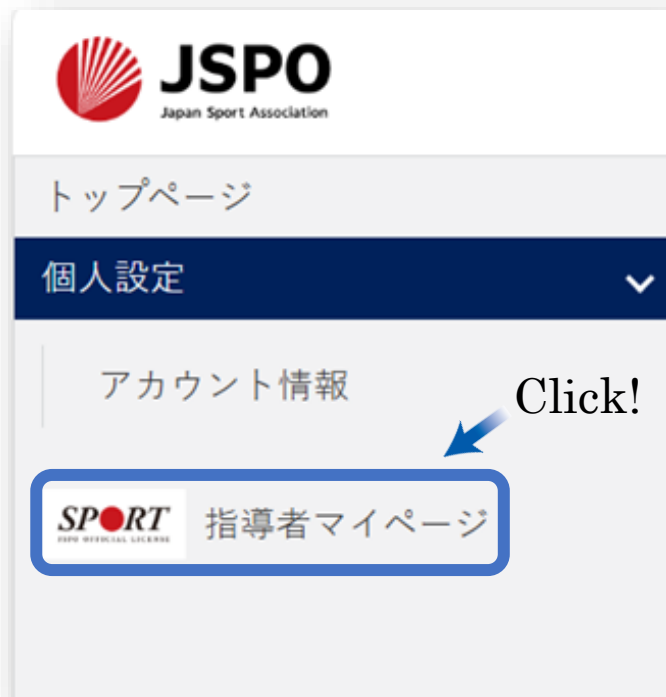 JSPO
Japan Sport Association
トップページ
個人設定
アカウント情報
Click!
SPORT
JSPO OFFICIAL LICENSE
指導者マイページ